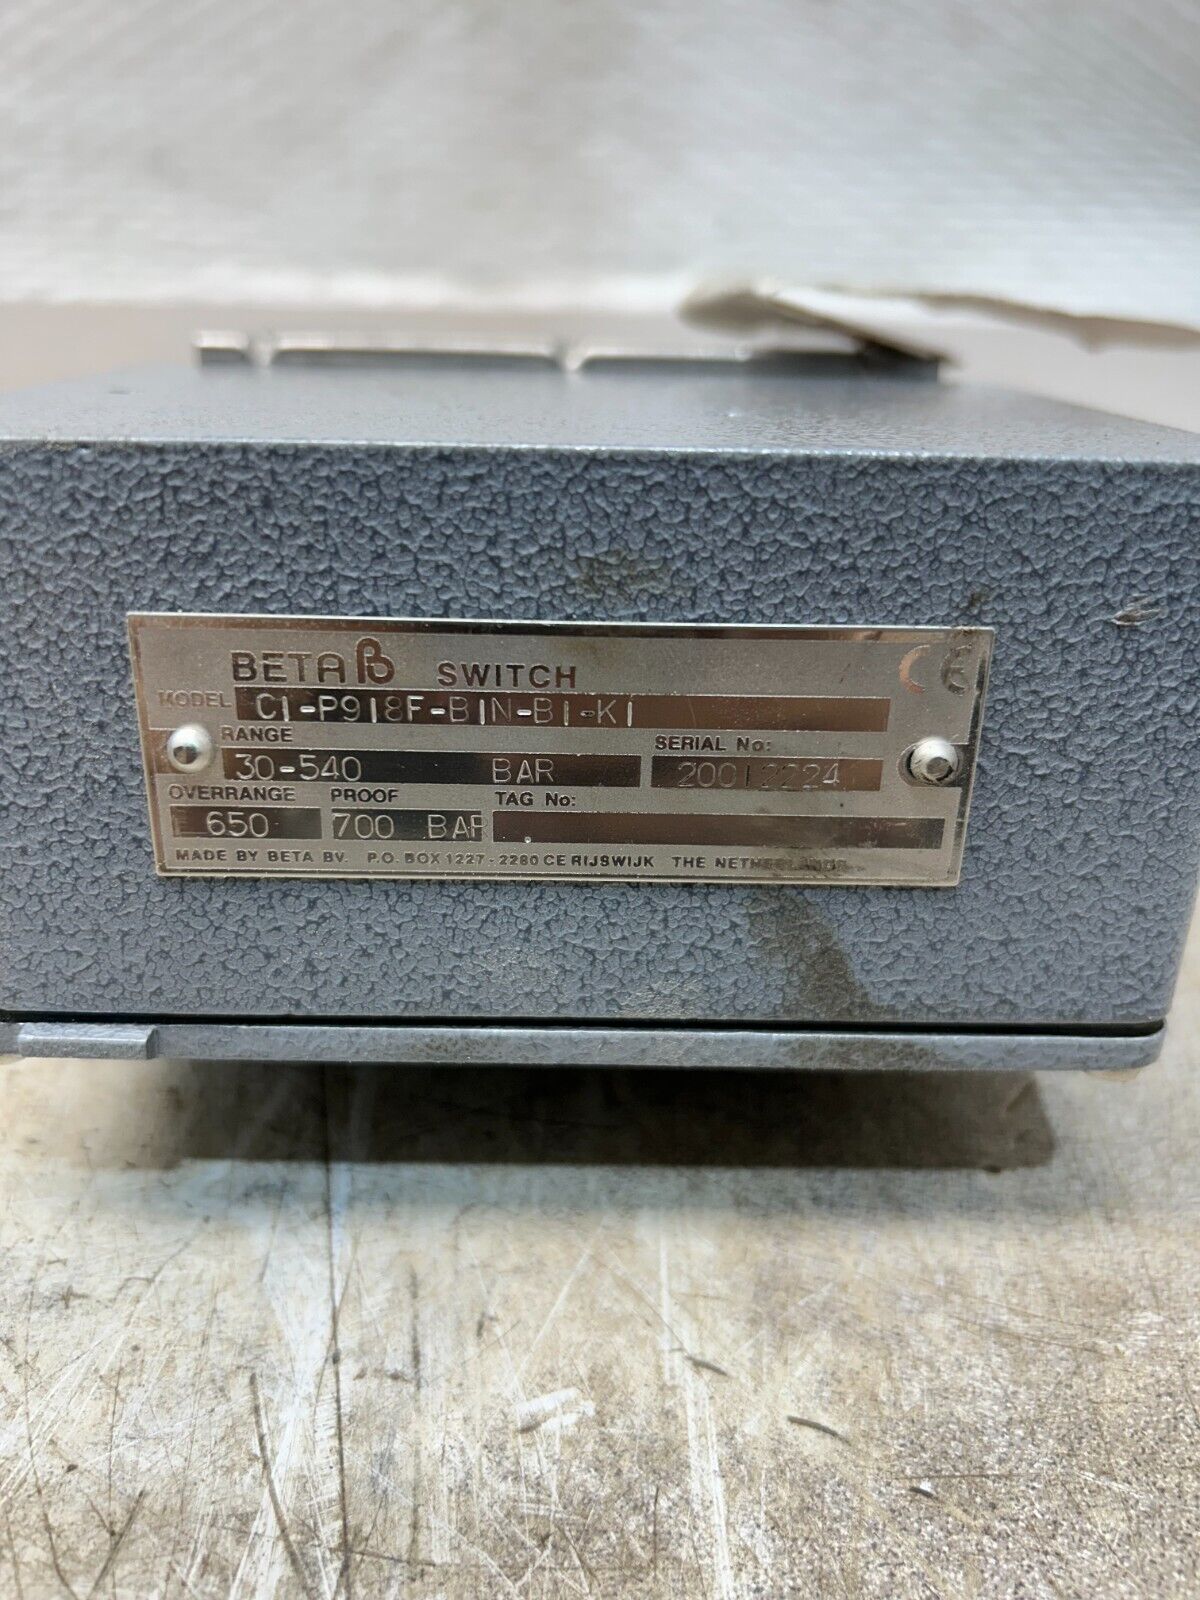 BETA B SWITCH CE
MODEL C1-P918F-B1N-B1-K1
RANGE SERIAL No:
30-540 BAR 20012224
OVERRANGE PROOF TAG No:
650 700 BAR
MADE BY BETA BV. P.O. BOX 1227 - 2280 CE RIJSWIJK THE NETHERLANDS